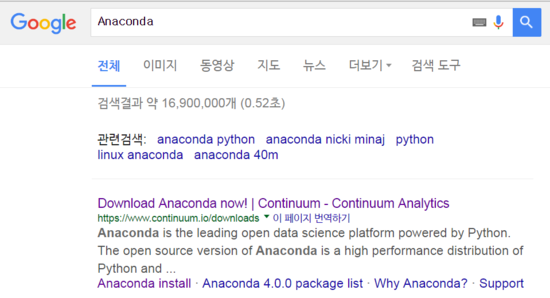 Google Anaconda
전체 이미지 동영상 지도 뉴스 더보기 검색 도구
검색결과 약 16,900,000개 (0.52초)
관련검색: anaconda python anaconda nicki minaj python
linux anaconda anaconda 40m
Download Anaconda now! | Continuum - Continuum Analytics
https://www.continuum.io/downloads 이 페이지 번역하기
Anaconda is the leading open data science platform powered by Python.
The open source version of Anaconda is a high performance distribution of
Python and ...
Anaconda install · Anaconda 4.0.0 package list · Why Anaconda? · Support